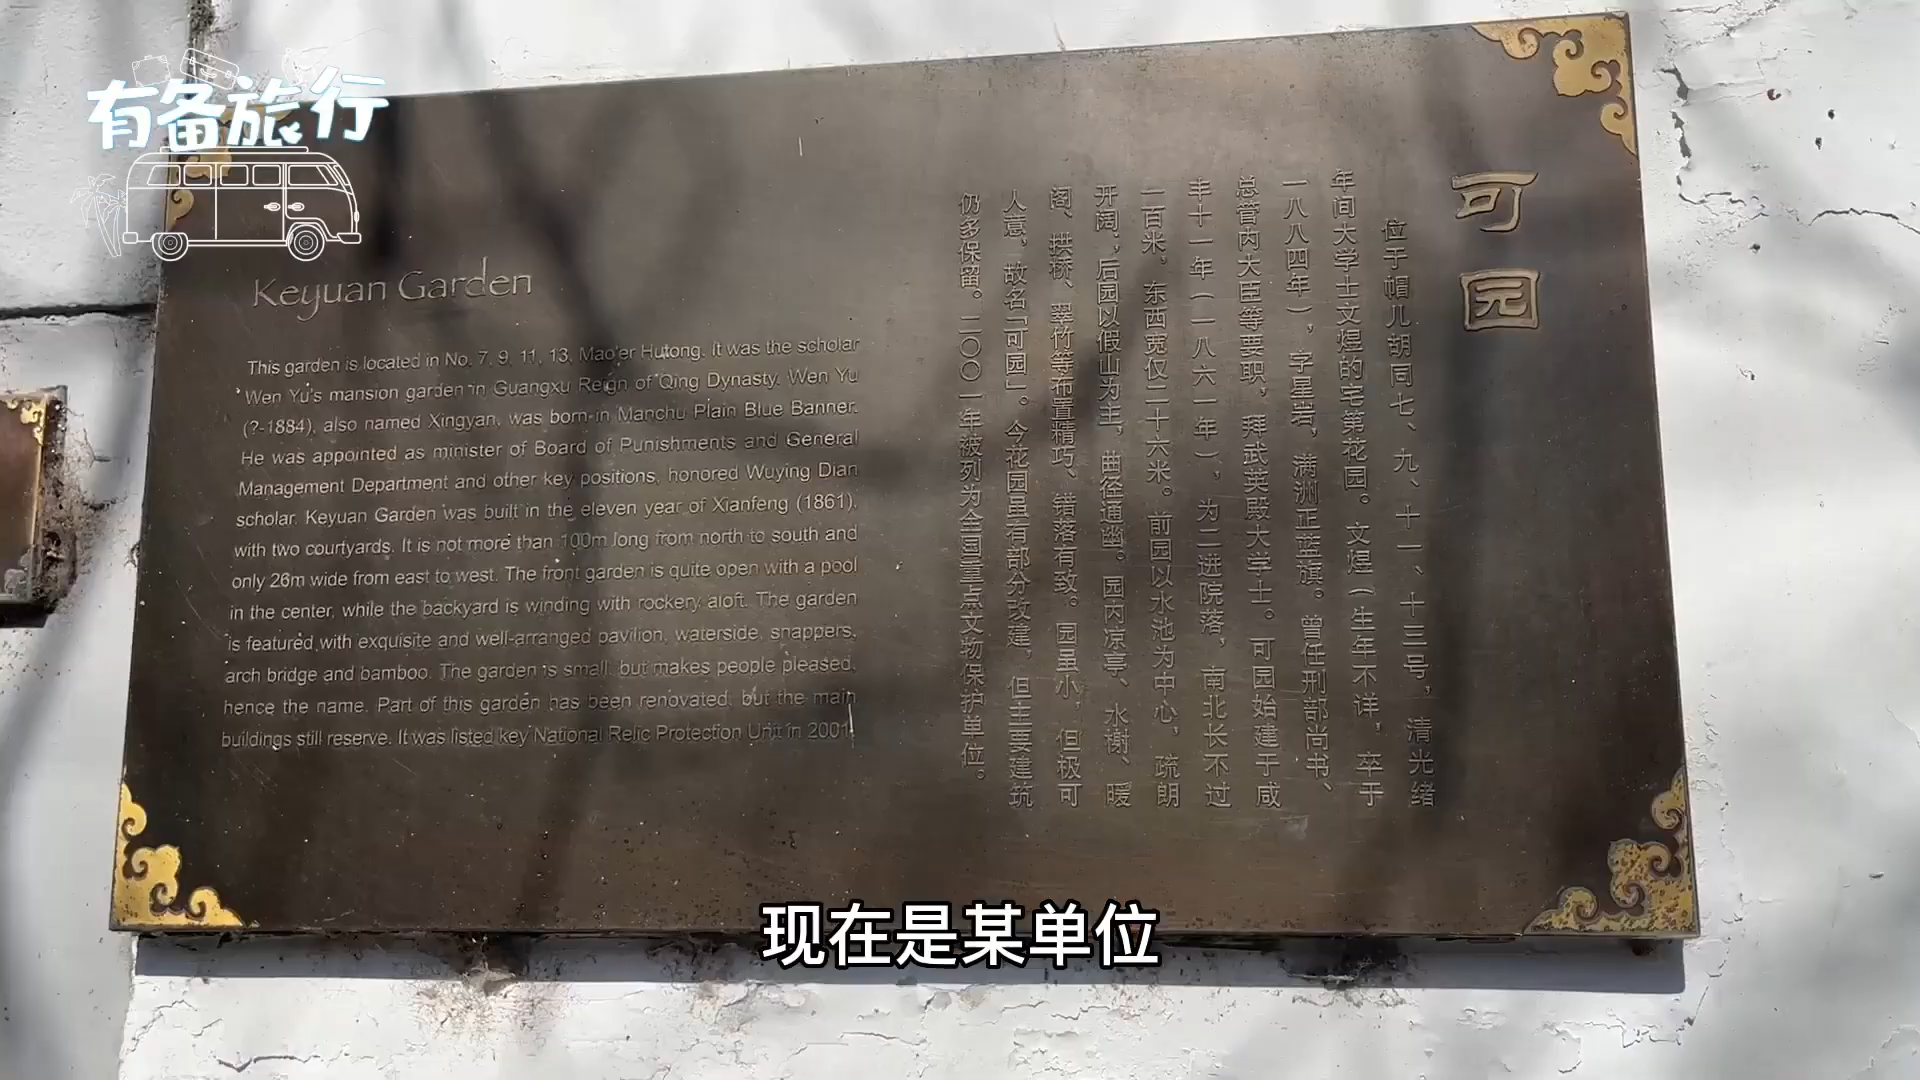 有备旅行
Keyuan Garden
This garden is located in No. 7, 9, 11, 13, Mao'er Hutong. It was the scholar
Wen Yu's mansion garden in Guangxu Reign of Qing Dynasty. Wen Yu
(?-1884), also named Xingyan, was born in Manchu Plain Blue Banner.
He was appointed as minister of Board of Punishments and General
Management Department and other key positions, honored Wuying Dian
scholar. Keyuan Garden was built in the eleven year of Xianfeng (1861),
with two courtyards. It is not more than 100m long from north to south and
only 26m wide from east to west. The front garden is quite open with a pool
in the center, while the backyard is winding with rockery aloft. The garden
is featured with exquisite and well-arranged pavilion, waterside, snappers,
arch bridge and bamboo. The garden is small but makes people pleased,
hence the name. Part of this garden has been renovated, but the main
buildings still reserve. It was listed key National Relic Protection Unit in 2001.
可园
位于帽儿胡同七、九、十一、十三号，清光绪
年间大学士文煜的宅第花园。文煜（生年不详，卒于
一八八四年），字星岩，满洲正蓝旗。曾任刑部尚书、
总管内大臣等要职，拜武英殿大学士。可园始建于咸
丰十一年（一八六一年），为二进院落，南北长不过
一百米，东西宽仅二十六米。前园以水池为中心，疏朗
开阔，后园以假山为主，曲径通幽。园内凉亭、水榭、暖
阁、拱桥、翠竹等布置精巧、错落有致。园虽小，但极可
人意，故名「可园」。今花园虽有部分改建，但主要建筑
仍多保留。二〇〇一年被列为全国重点文物保护单位。
现在是某单位